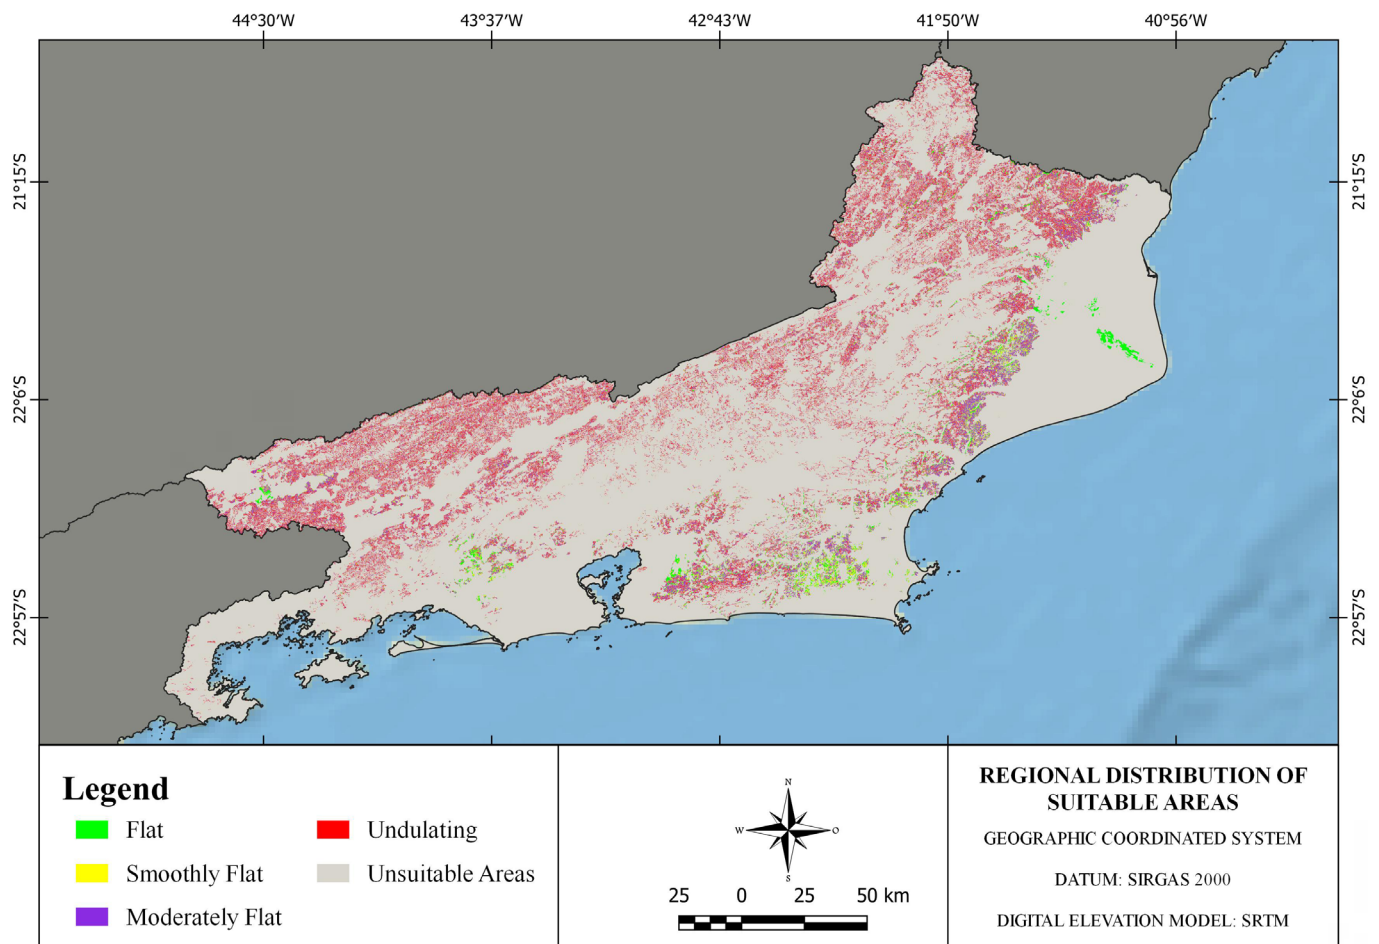 44°30'W 43°37'W 42°43'W 41°50'W 40°56'W
21°15'S 21°15'S
22°6'S 22°6'S
22°57'S 22°57'S
Legend
Flat
Smoothly Flat
Moderately Flat
Undulating
Unsuitable Areas
N
W O
S
25 0 25 50 km
REGIONAL DISTRIBUTION OF
SUITABLE AREAS
GEOGRAPHIC COORDINATED SYSTEM
DATUM: SIRGAS 2000
DIGITAL ELEVATION MODEL: SRTM